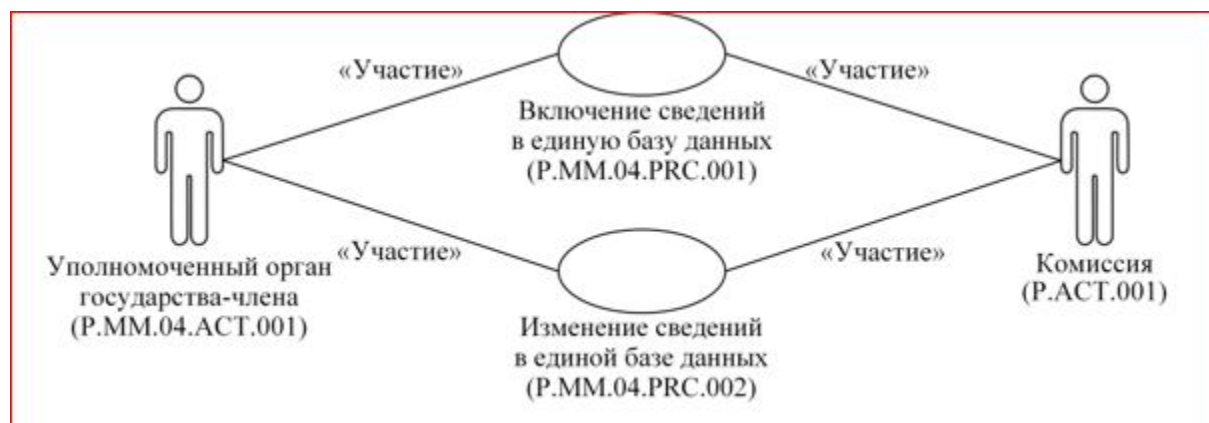 «Участие»
«Участие»
Включение сведений
в единую базу данных
(P.MM.04.PRC.001)
«Участие»
«Участие»
Уполномоченный орган
государства-члена
(P.MM.04.ACT.001)
Комиссия
(P.ACT.001)
Изменение сведений
в единой базе данных
(P.MM.04.PRC.002)